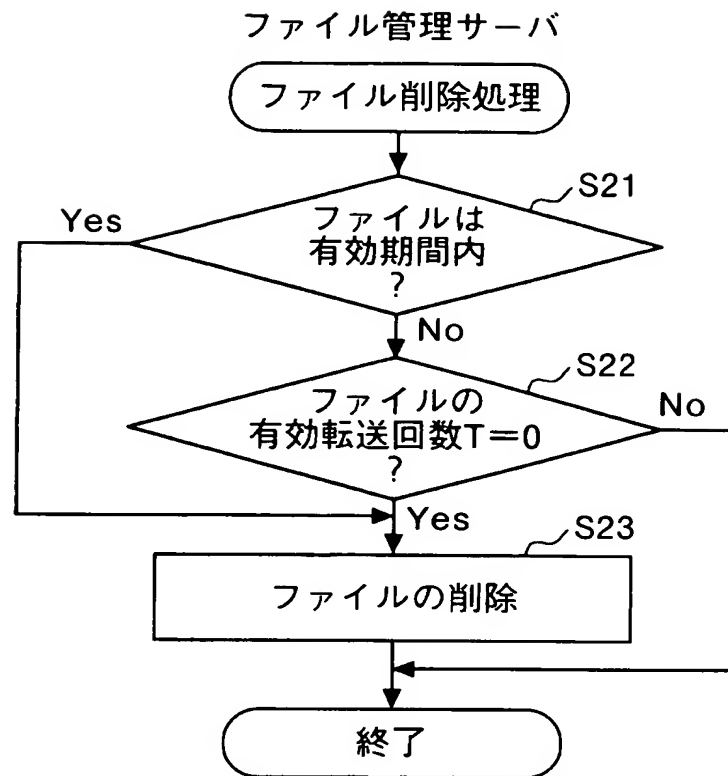 ファイル管理サーバ
ファイル削除処理
S21
Yes
ファイルは
有効期間内
?
No
S22
ファイルの
有効転送回数T=0
?
No
Yes
S23
ファイルの削除
終了